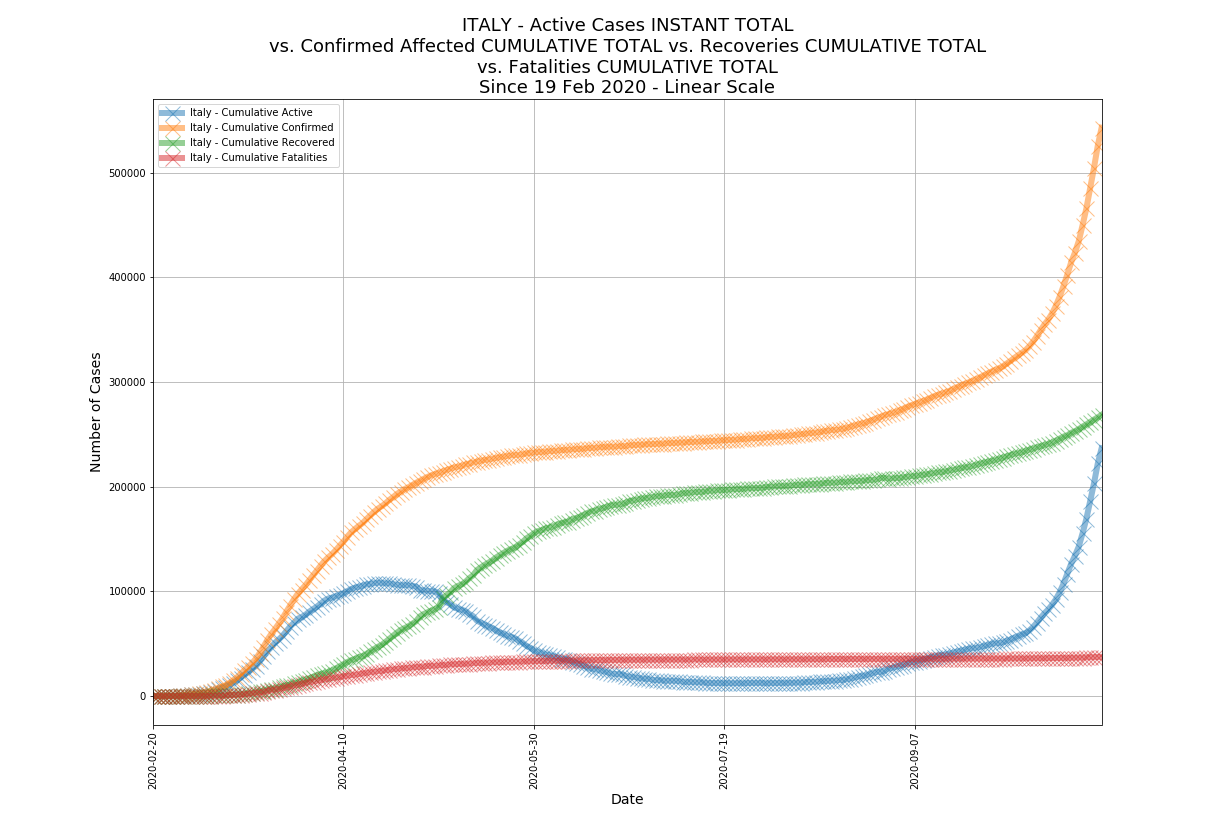 ITALY - Active Cases INSTANT TOTAL
vs. Confirmed Affected CUMULATIVE TOTAL vs. Recoveries CUMULATIVE TOTAL
vs. Fatalities CUMULATIVE TOTAL
Since 19 Feb 2020 - Linear Scale
Italy - Cumulative Active
Italy - Cumulative Confirmed
Italy - Cumulative Recovered
Italy - Cumulative Fatalities
Number of Cases
500000
400000
300000
200000
100000
0
2020-02-20
2020-04-10
2020-05-30
2020-07-19
2020-09-07
Date